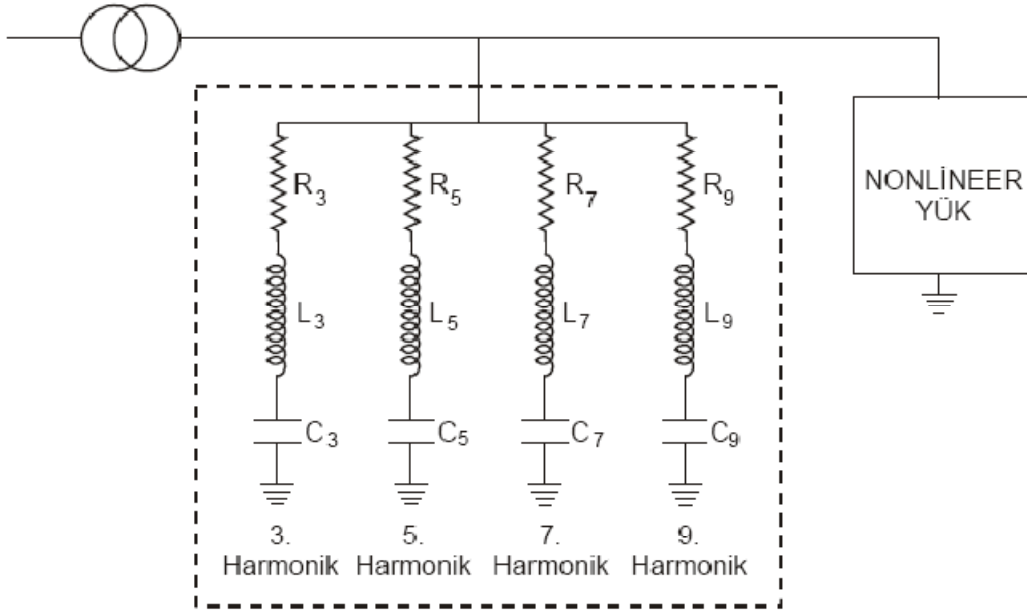 R3 R5 R7 R9
NONLİNEER
YÜK
L3 L5 L7 L9
C3 C5 C7 C9
3. 5. 7. 9.
Harmonik Harmonik Harmonik Harmonik